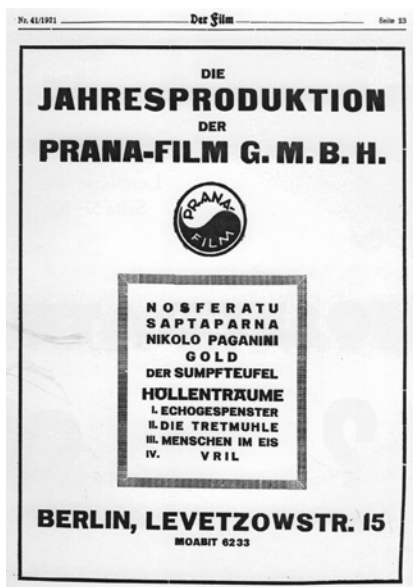 Nr. 41/1921 Der Film Seite 23
DIE
JAHRESPRODUKTION
DER
PRANA-FILM G. M. B. H.
PRANA-
FILM
NOSFERATU
SAPTAPARNA
NIKOLO PAGANINI
GOLD
DER SUMPFTEUFEL
HÖLLENTRÄUME
I. ECHOGESPENSTER
II. DIE TRETMUHLE
III. MENSCHEN IM EIS
IV. VRIL
BERLIN, LEVETZOWSTR. 15
MOABIT 6233